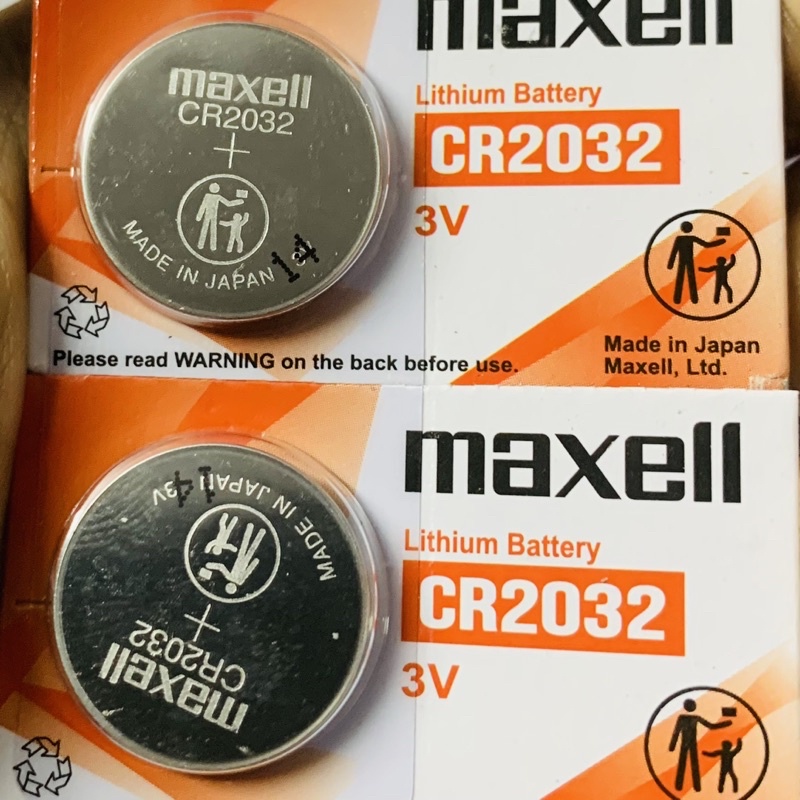 maxell
CR2032
+
MADE IN JAPAN
14
maxell
Lithium Battery
CR2032
3V
Made in Japan
Maxell, Ltd.
Please read WARNING on the back before use.
maxell
CR2032
+
MADE IN JAPAN 3V
14
maxell
Lithium Battery
CR2032
3V